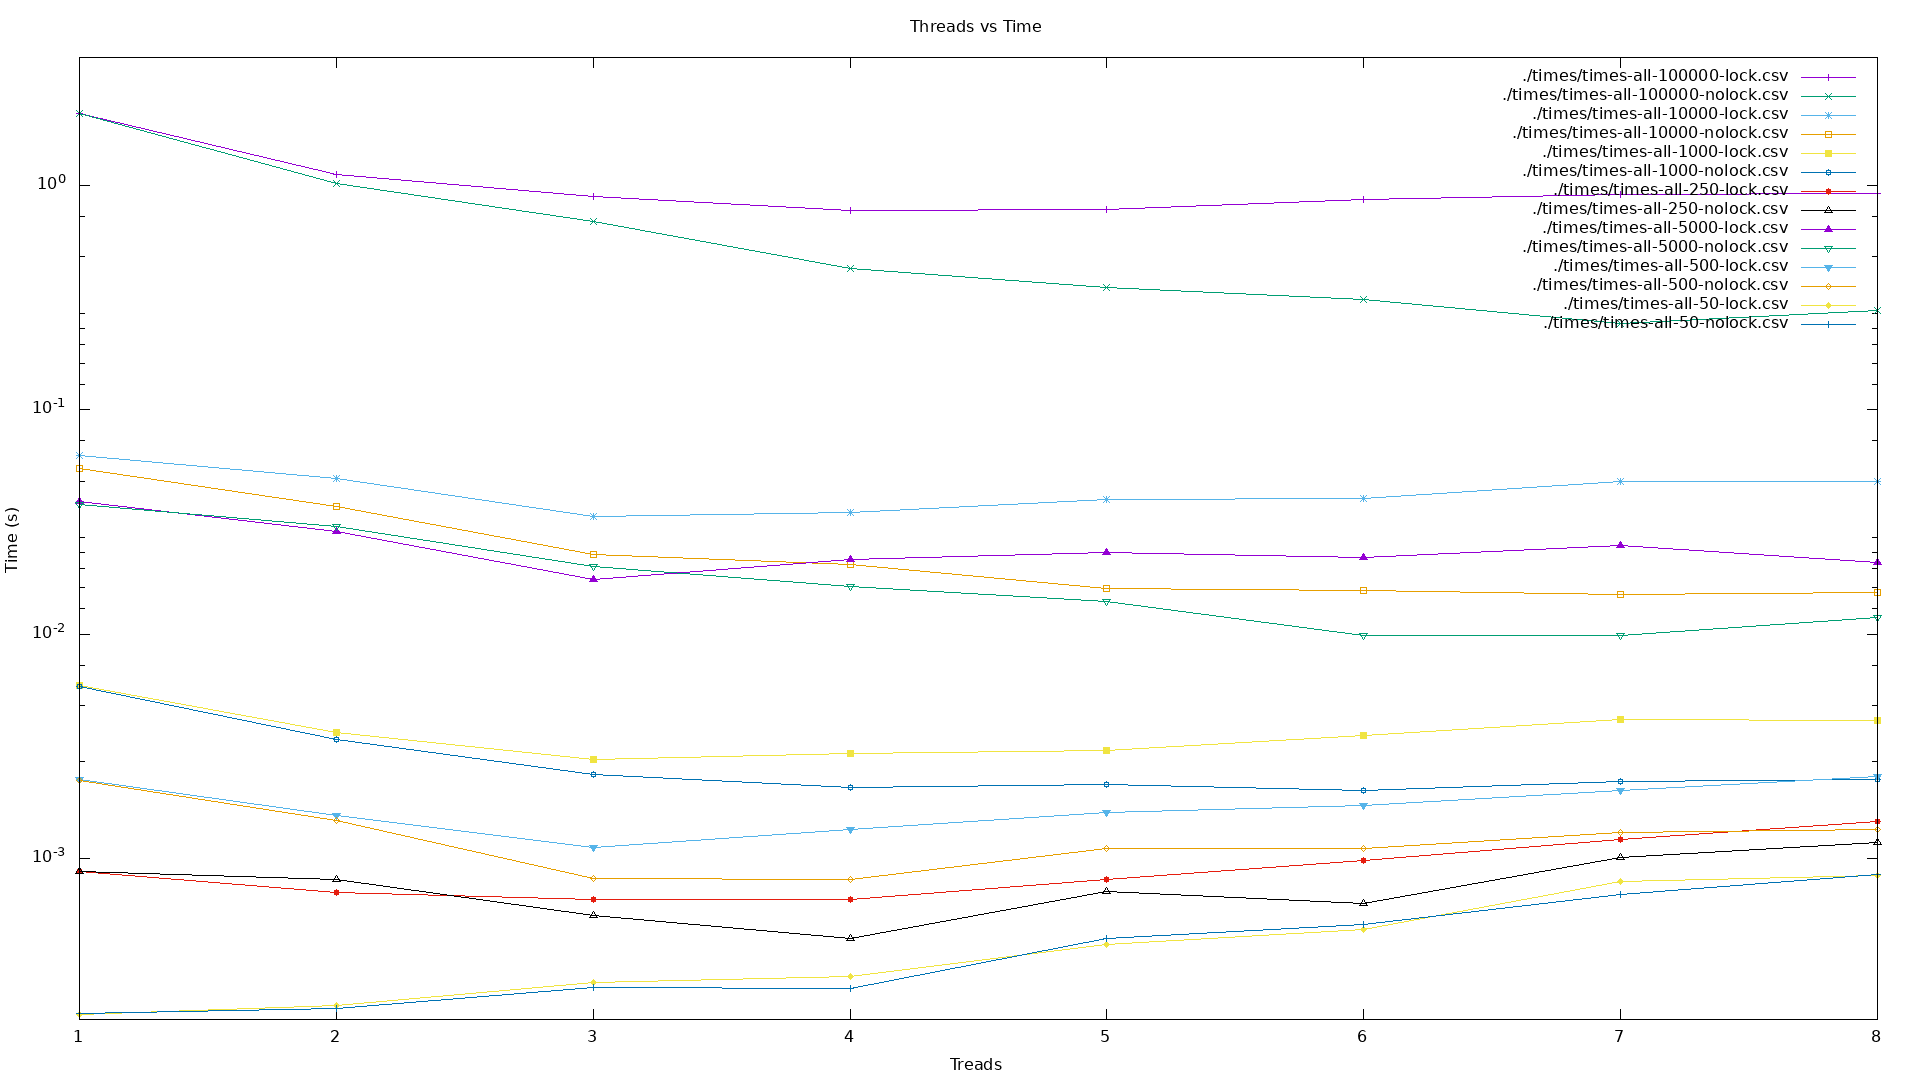 Threads vs Time
./times/times-all-100000-lock.csv
./times/times-all-100000-nolock.csv
./times/times-all-10000-lock.csv
./times/times-all-10000-nolock.csv
./times/times-all-1000-lock.csv
./times/times-all-1000-nolock.csv
./times/times-all-250-lock.csv
./times/times-all-250-nolock.csv
./times/times-all-5000-lock.csv
./times/times-all-5000-nolock.csv
./times/times-all-500-lock.csv
./times/times-all-500-nolock.csv
./times/times-all-50-lock.csv
./times/times-all-50-nolock.csv
10⁰
10⁻¹
10⁻²
10⁻³
Time (s)
1 2 3 4 5 6 7 8
Treads